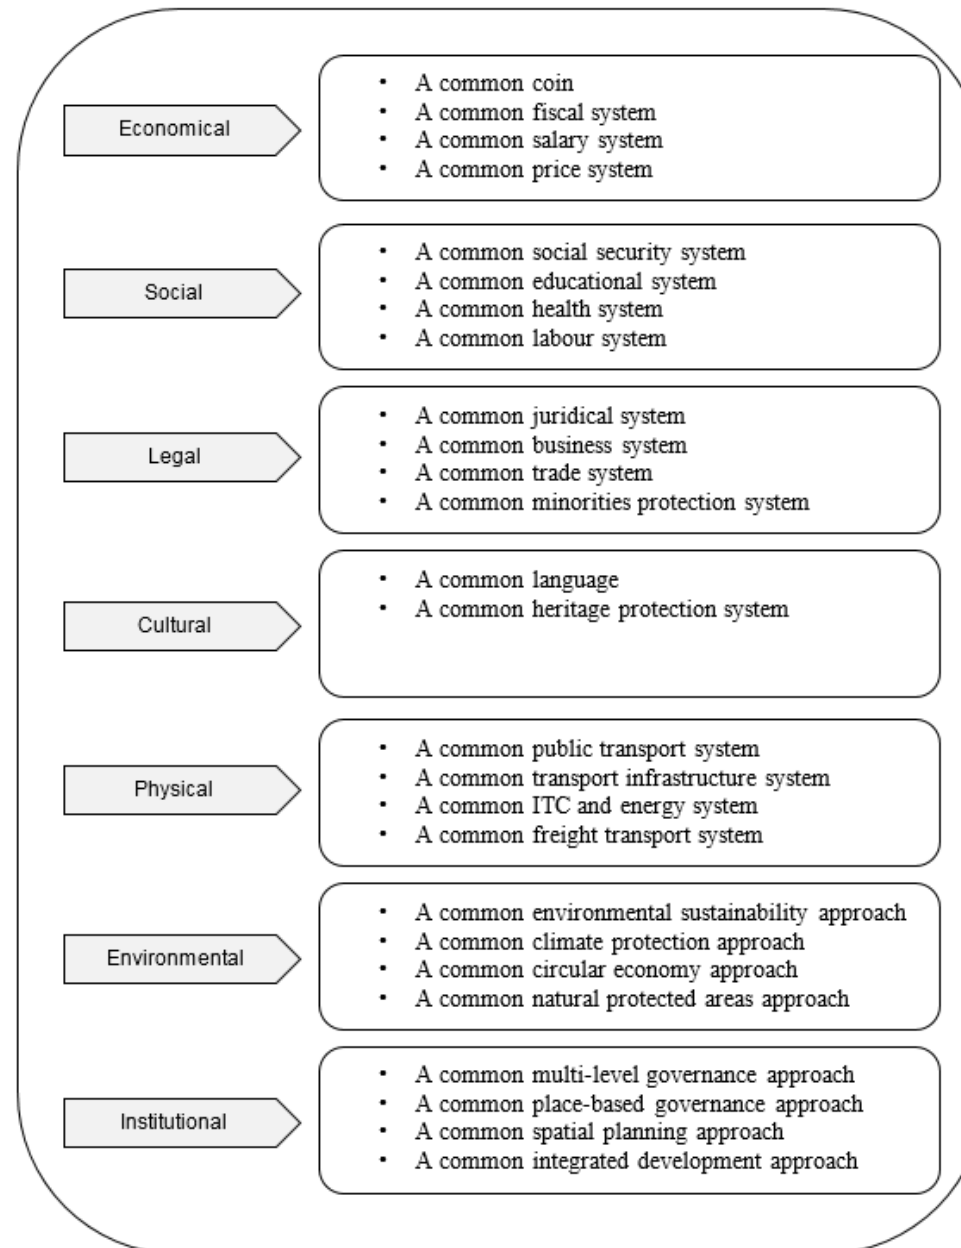 Economical
• A common coin
• A common fiscal system
• A common salary system
• A common price system
Social
• A common social security system
• A common educational system
• A common health system
• A common labour system
Legal
• A common juridical system
• A common business system
• A common trade system
• A common minorities protection system
Cultural
• A common language
• A common heritage protection system
Physical
• A common public transport system
• A common transport infrastructure system
• A common ITC and energy system
• A common freight transport system
Environmental
• A common environmental sustainability approach
• A common climate protection approach
• A common circular economy approach
• A common natural protected areas approach
Institutional
• A common multi-level governance approach
• A common place-based governance approach
• A common spatial planning approach
• A common integrated development approach